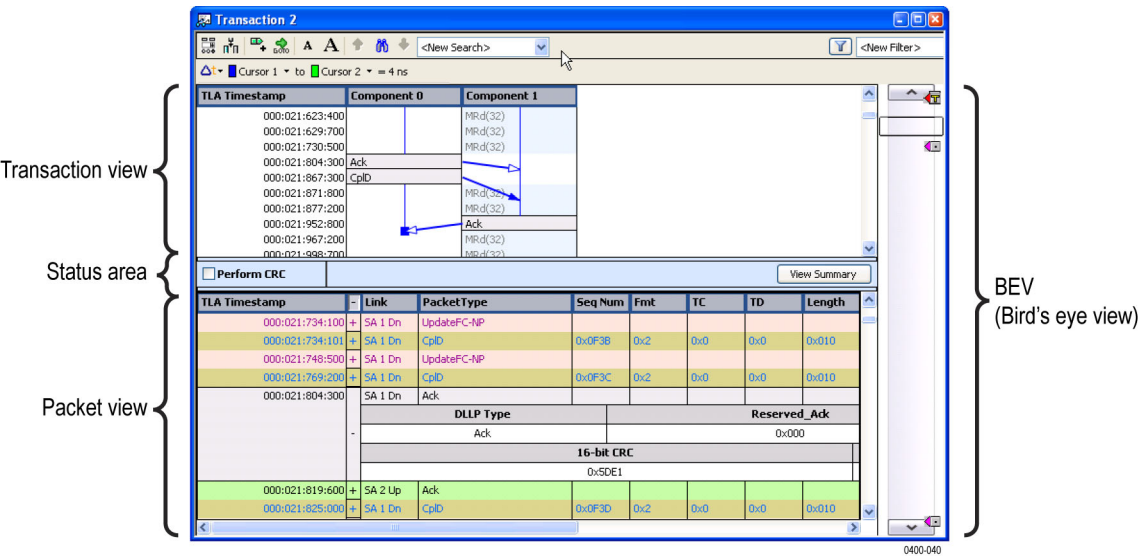 Transaction 2
A A <New Search> <New Filter>
Δt Cursor 1 to Cursor 2 = 4 ns
TLA Timestamp Component 0 Component 1
000:021:623:400 MRd(32)
000:021:629:700 MRd(32)
000:021:730:500 MRd(32)
000:021:804:300 Ack
000:021:867:300 CplD
000:021:871:800 MRd(32)
000:021:877:200 MRd(32)
000:021:952:800 Ack
000:021:967:200 MRd(32)
000:021:998:700 MRd(32)
Transaction view
Status area
Perform CRC View Summary
BEV
(Bird's eye view)
Packet view
TLA Timestamp - Link PacketType Seq Num Fmt TC TD Length
000:021:734:100 + SA 1 Dn UpdateFC-NP
000:021:734:101 + SA 1 Dn CplD 0x0F3B 0x2 0x0 0x0 0x010
000:021:748:500 + SA 1 Dn UpdateFC-NP
000:021:769:200 + SA 1 Dn CplD 0x0F3C 0x2 0x0 0x0 0x010
000:021:804:300 SA 1 Dn Ack
DLLP Type Reserved_Ack
- Ack 0x000
16-bit CRC
0x5DE1
000:021:819:600 + SA 2 Up Ack
000:021:825:000 + SA 1 Dn CplD 0x0F3D 0x2 0x0 0x0 0x010
0400-040